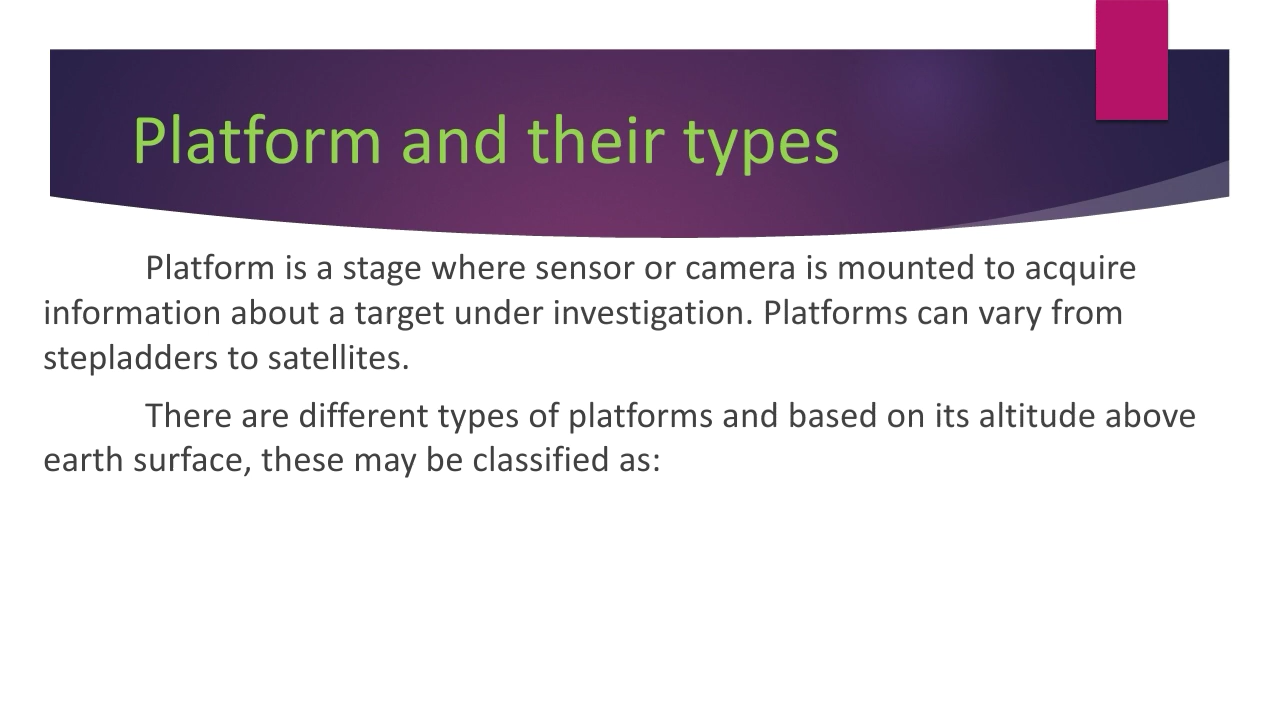 Platform and their types
Platform is a stage where sensor or camera is mounted to acquire
information about a target under investigation. Platforms can vary from
stepladders to satellites.
There are different types of platforms and based on its altitude above
earth surface, these may be classified as: